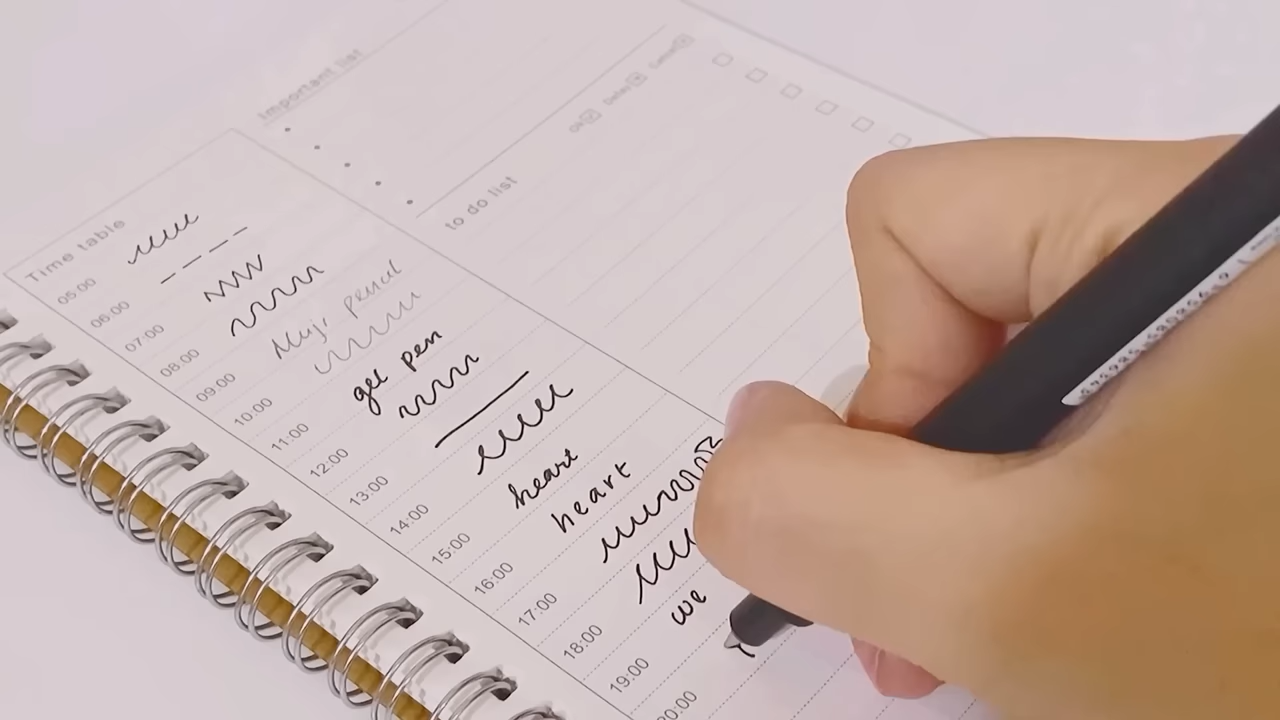 Important list
OK Defer Cancel
to do list
Time table
05:00
06:00
07:00
08:00
09:00 Muji pencil
10:00
11:00 gel pen
12:00
13:00
14:00
15:00 heart
16:00 heart
17:00
18:00
19:00 we
20:00